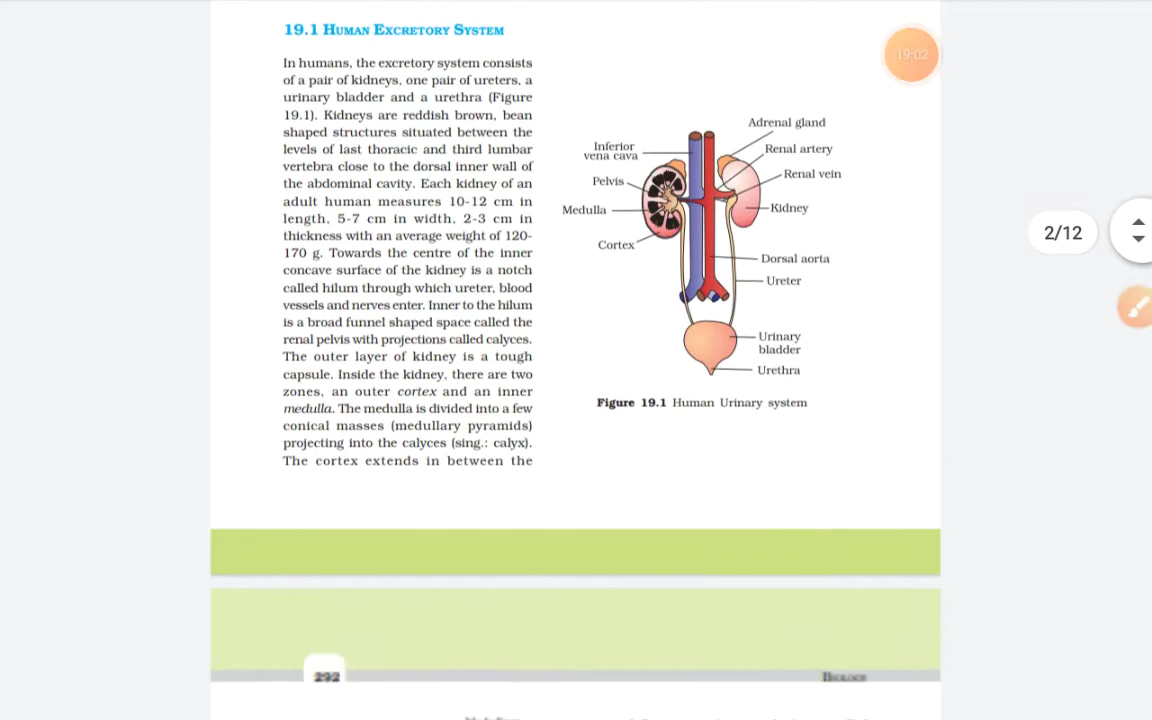 19.1 Human Excretory System
In humans, the excretory system consists
of a pair of kidneys, one pair of ureters, a
urinary bladder and a urethra (Figure
19.1). Kidneys are reddish brown, bean
shaped structures situated between the
levels of last thoracic and third lumbar
vertebra close to the dorsal inner wall of
the abdominal cavity. Each kidney of an
adult human measures 10-12 cm in
length, 5-7 cm in width, 2-3 cm in
thickness with an average weight of 120-
170 g. Towards the centre of the inner
concave surface of the kidney is a notch
called hilum through which ureter, blood
vessels and nerves enter. Inner to the hilum
is a broad funnel shaped space called the
renal pelvis with projections called calyces.
The outer layer of kidney is a tough
capsule. Inside the kidney, there are two
zones, an outer cortex and an inner
medulla. The medulla is divided into a few
conical masses (medullary pyramids)
projecting into the calyces (sing.: calyx).
The cortex extends in between the
Adrenal gland
Inferior
vena cava
Renal artery
Renal vein
Pelvis
Medulla
Kidney
Cortex
Dorsal aorta
Ureter
Urinary
bladder
Urethra
Figure 19.1 Human Urinary system
19:02
2/12
292
Biology